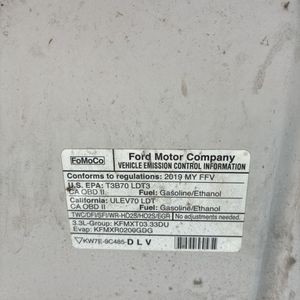 FoMoCo
Ford Motor Company
VEHICLE EMISSION CONTROL INFORMATION
Conforms to regulations: 2019 MY FFV
U.S. EPA: T3B70 LDT3
CA OBD II Fuel: Gasoline/Ethanol
California: ULEV70 LDT
CA OBD II Fuel: Gasoline/Ethanol
TWC/DFI/SFI/WR-HO2S/HO2S/EGR No adjustments needed.
3.3L-Group: KFMXT03.33DU
Evap: KFMXR0209GDG
KW7E-9C485-DLV